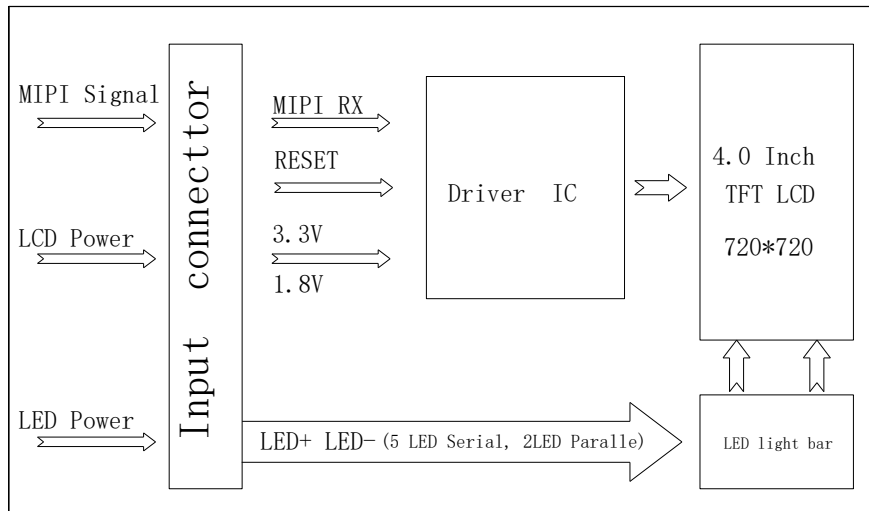 MIPI Signal
LCD Power
LED Power
Input connecttor
MIPI RX
RESET
3.3V
1.8V
Driver IC
4.0 Inch
TFT LCD
720*720
LED+ LED- (5 LED Serial, 2LED Paralle)
LED light bar